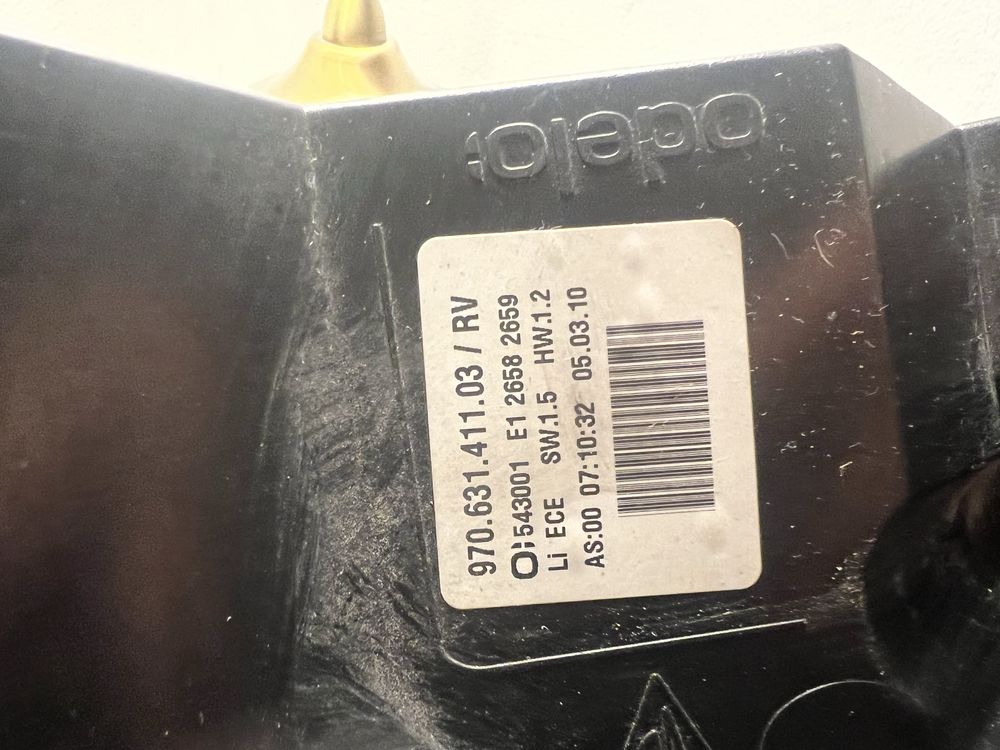 odelo:
970.631.411.03 / RV
O:543001 E1 2658 2659
Li ECE SW.1.5 HW.1.2
AS:00 07:10:32 05.03.10